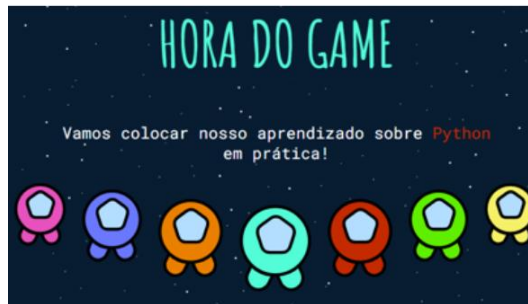 HORA DO GAME
Vamos colocar nosso aprendizado sobre Python
em prática!